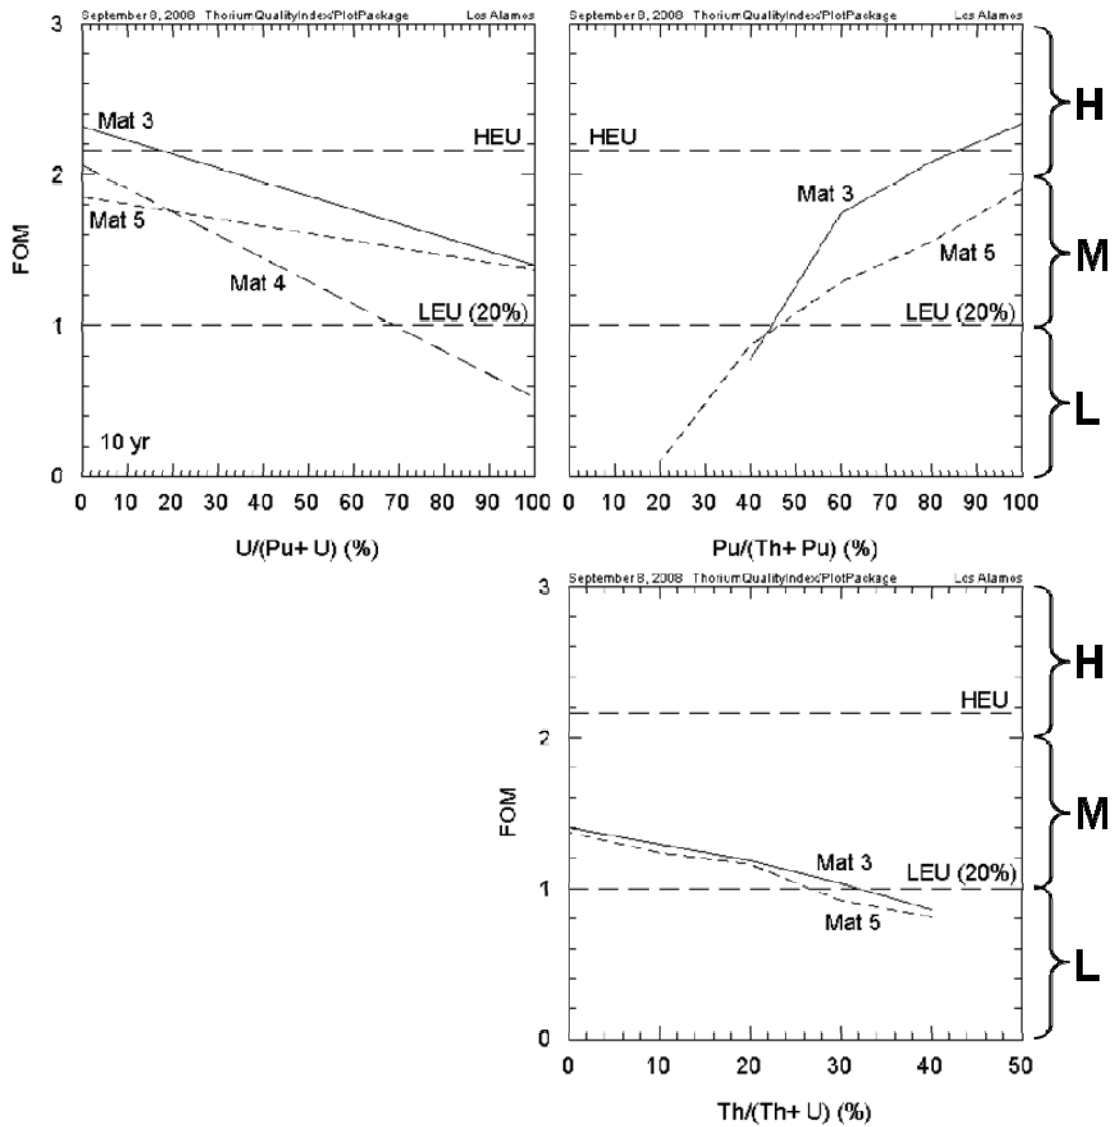 September 8, 2008 ThoriumQualityIndex/PlotPackage Los Alamos
3
2
1
0
FOM
Mat 3
HEU
Mat 5
Mat 4
LEU (20%)
10 yr
0 10 20 30 40 50 60 70 80 90 100
U/(Pu+ U) (%)
September 8, 2008 ThoriumQualityIndex/PlotPackage Los Alamos
HEU
Mat 3
Mat 5
LEU (20%)
0 10 20 30 40 50 60 70 80 90 100
Pu/(Th+ Pu) (%)
H
M
L
September 8, 2008 ThoriumQualityIndex/PlotPackage Los Alamos
3
2
1
0
FOM
HEU
Mat 3
LEU (20%)
Mat 5
0 10 20 30 40 50
Th/(Th+ U) (%)
H
M
L